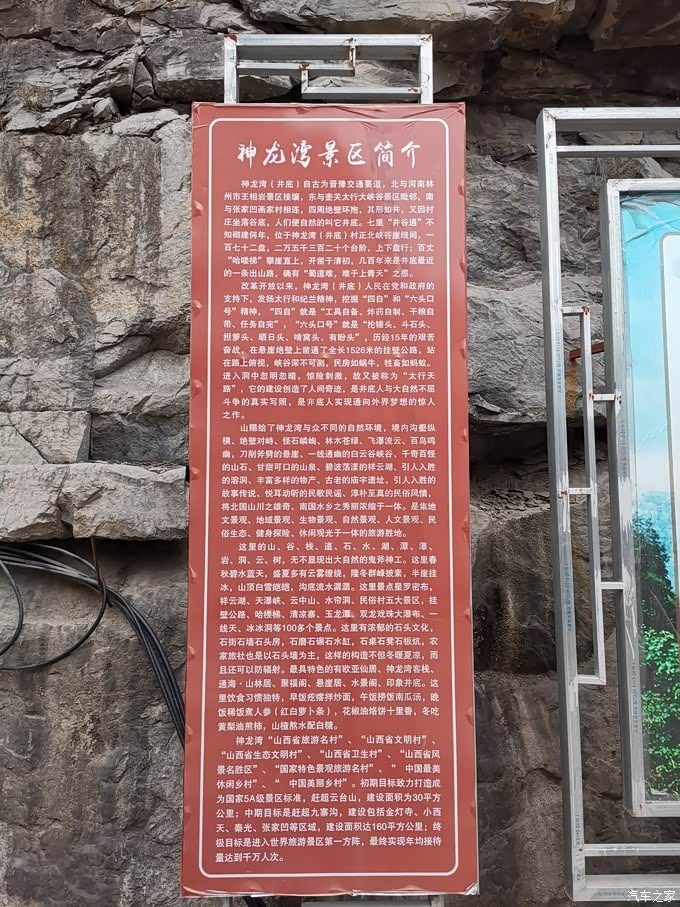 神龙湾景区简介
神龙湾（井底）自古为晋豫交通要道，北与河南林
州市王相岩景区接壤，东与壶关太行大峡谷景区毗邻，南
与张家凹画家村相连，四周绝壁环抱，其形如井，又因村
庄坐落谷底，人们便自然的叫它井底。七里“井谷通”不
知砌建何年，位于神龙湾（井底）村正北峡谷崖缝间，一
百七十二盘，二万五千三百二十个台阶，上下盘行；百丈
“哈喽梯”攀崖直上，开凿于清初，几百年来是井底最近
的一条出山路，确有“蜀道难，难于上青天”之感。
改革开放以来，神龙湾（井底）人民在党和政府的
支持下，发扬太行和纪兰精神，挖掘“四自”和“六头口
号”精神，“四自”就是“工具自备、炸药自制、干粮自
带、任务自完”，“六头口号”就是“抡锤头、斗石头、
担箩头、晒日头、啃窝头、有盼头”，历经15年的艰苦
奋战，在悬崖绝壁上凿通了全长1526米的挂壁公路，站
在路上俯视，峡谷深不可测，民房如蜗牛，牲畜如蚂蚁。
进入洞中忽明忽暗，惊险刺激，故又被称为“太行天
路”，它的建设创造了人间奇迹，是井底人与大自然不屈
斗争的真实写照，是井底人实现通向外界梦想的惊人
之作。
山赐给了神龙湾与众不同的自然环境，境内沟壑纵
横、绝壁对峙、怪石嶙峋、林木苍绿、飞瀑流云、百鸟鸣
幽，刀削斧劈的悬崖、一线通幽的白云谷峡谷、千奇百怪
的山石、甘甜可口的山泉、碧波荡漾的祥云湖、引人入胜
的溶洞、丰富多样的物产、古老的庙宇遗址、引人入胜的
故事传说、悦耳动听的民歌民谣、淳朴至真的民俗风情，
将北国山川之雄奇、南国水乡之秀丽浓缩于一体。是集地
文景观、地域景观、生物景观、自然景观、人文景观、民
俗生态、健身探险、休闲观光于一体的旅游胜地。
这里的山、谷、栈、道、石、水、湖、潭、瀑、
岩、洞、云、树，无不显现出大自然的鬼斧神工。这里春
秋碧水蓝天，盛夏多有云雾缭绕，隆冬群峰披素，半崖挂
冰，山顶白雪皑皑，沟底流水潺潺。这里景点星罗密布，
祥云湖、天瀑峡、云中山、水帘洞、民俗村五大景区，挂
壁公路、哈楼梯、清凉寨、玉龙潭、双龙戏珠大瀑布、一
线天、冰冰洞等100多个景点。这里有浓郁的石头文化，
石街石墙石头房，石磨石碾石水缸，石桌石凳石板炕，农
家旅社也是以石头墙为主，这样的构造不但冬暖夏凉，而
且还可以防辐射。最具特色的有欧亚仙居、神龙湾客栈、
通海·山林居、聚福阁、悬崖居、水景阁、印象井底。这
里饮食习惯独特，早饭疙瘩拌炒面，午饭捞饭南瓜汤，晚
饭稀饭煮人参（红白萝卜条），花椒油烙饼十里香，冬吃
黄梨油煎柿，山楂熬水配白糖。
神龙湾“山西省旅游名村”、“山西省文明村”、
“山西省生态文明村”、“山西省卫生村”、“山西省风
景名胜区”、“国家特色景观旅游名村”、“ 中国最美
休闲乡村”、“ 中国美丽乡村”。初期目标致力打造成
为国家5A级景区标准，赶超云台山，建设面积为30平方
公里；中期目标是赶超九寨沟，建设包括金灯寺、小西
天、秦光、张家凹等区域，建设面积达160平方公里；终
极目标是进入世界旅游景区第一方阵，最终实现年均接待
量达到千万人次。
汽车之家